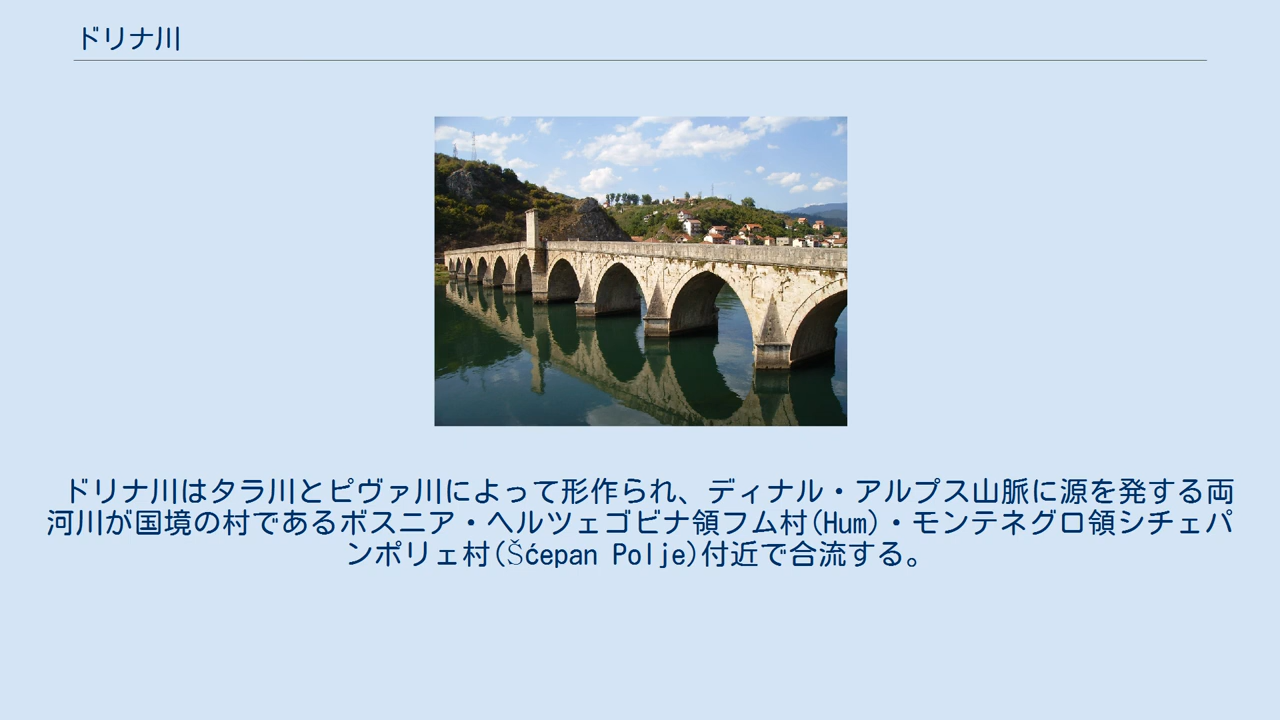 ドリナ川
ドリナ川はタラ川とピヴァ川によって形作られ、ディナル・アルプス山脈に源を発する両
河川が国境の村であるボスニア・ヘルツェゴビナ領フム村(Hum)・モンテネグロ領シチェパ
ンポリェ村(Šćepan Polje)付近で合流する。